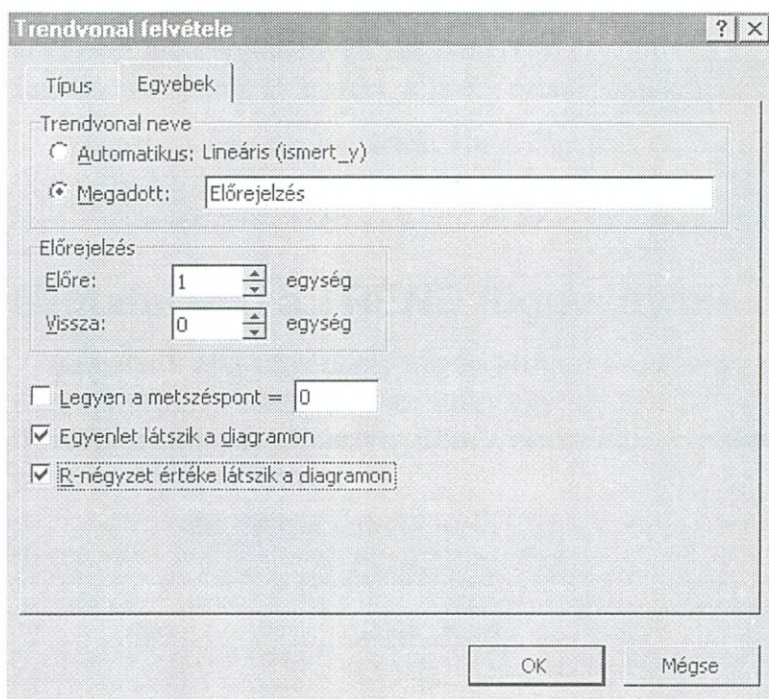 Trendvonal felvétele
Típus
Egyebek
Trendvonal neve
Automatikus: Lineáris (ismert_y)
Megadott: Előrejelzés
Előrejelzés
Előre: 1 egység
Vissza: 0 egység
Legyen a metszéspont = 0
Egyenlet látszik a diagramon
R-négyzet értéke látszik a diagramon
OK
Mégse